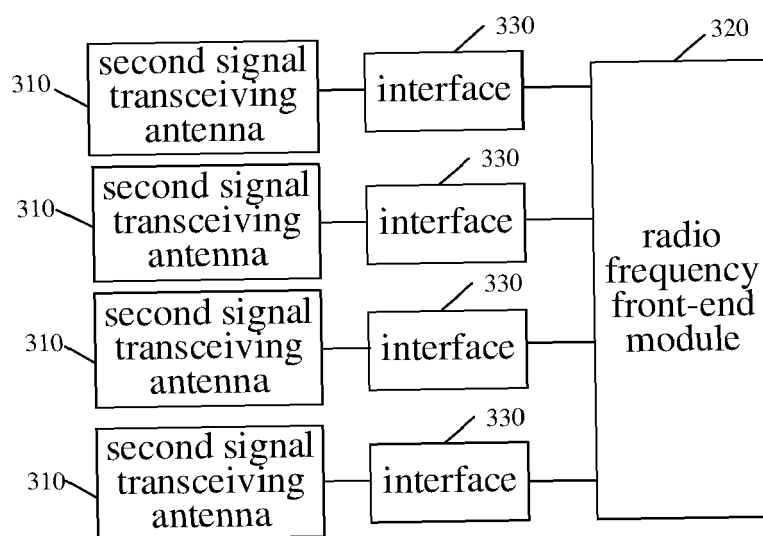 330
320
310
second signal
transceiving
antenna
interface
330
310
second signal
transceiving
antenna
interface
radio
frequency
front-end
module
330
310
second signal
transceiving
antenna
interface
330
310
second signal
transceiving
antenna
interface